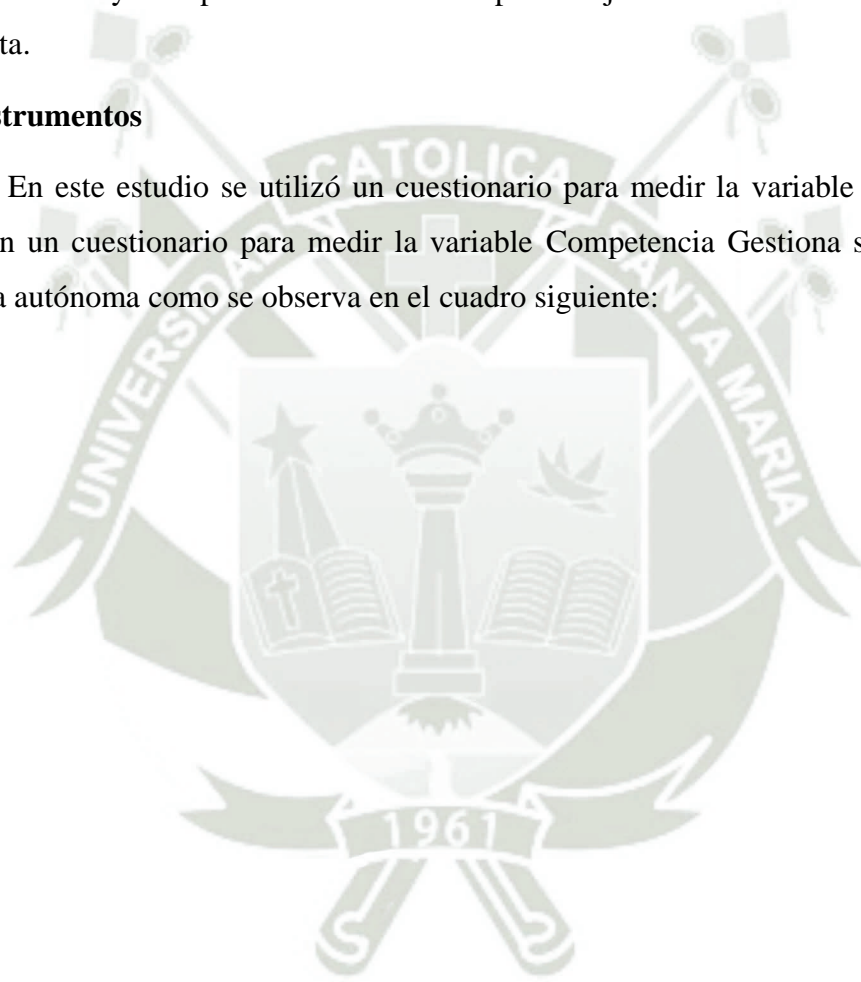 ta.
strumentos
En este estudio se utilizó un cuestionario para medir la variable
n un cuestionario para medir la variable Competencia Gestiona s
a autónoma como se observa en el cuadro siguiente:
UNIVERSIDAD CATOLICA SANTA MARIA
1961